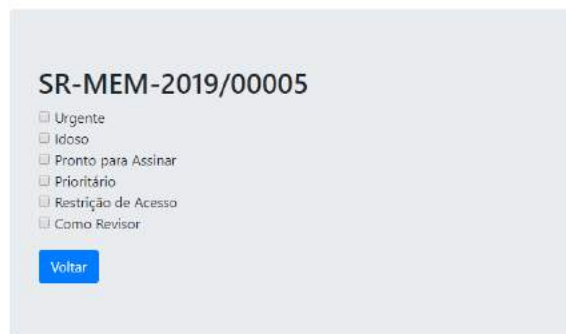 SR-MEM-2019/00005
Urgente
Idoso
Pronto para Assinar
Prioritário
Restrição de Acesso
Como Revisor
Voltar